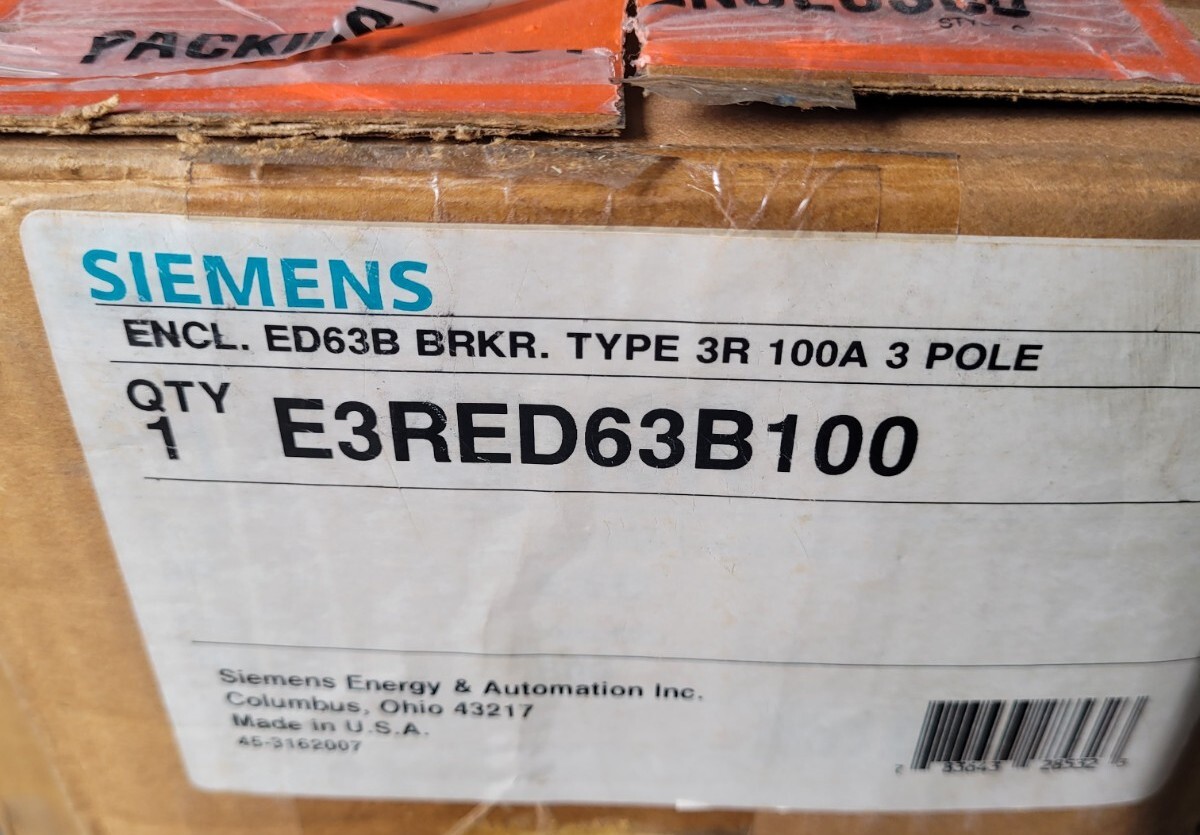 SIEMENS
ENCL. ED63B BRKR. TYPE 3R 100A 3 POLE
QTY
1 E3RED63B100
Siemens Energy & Automation Inc.
Columbus, Ohio 43217
Made in U.S.A.
45-3162007